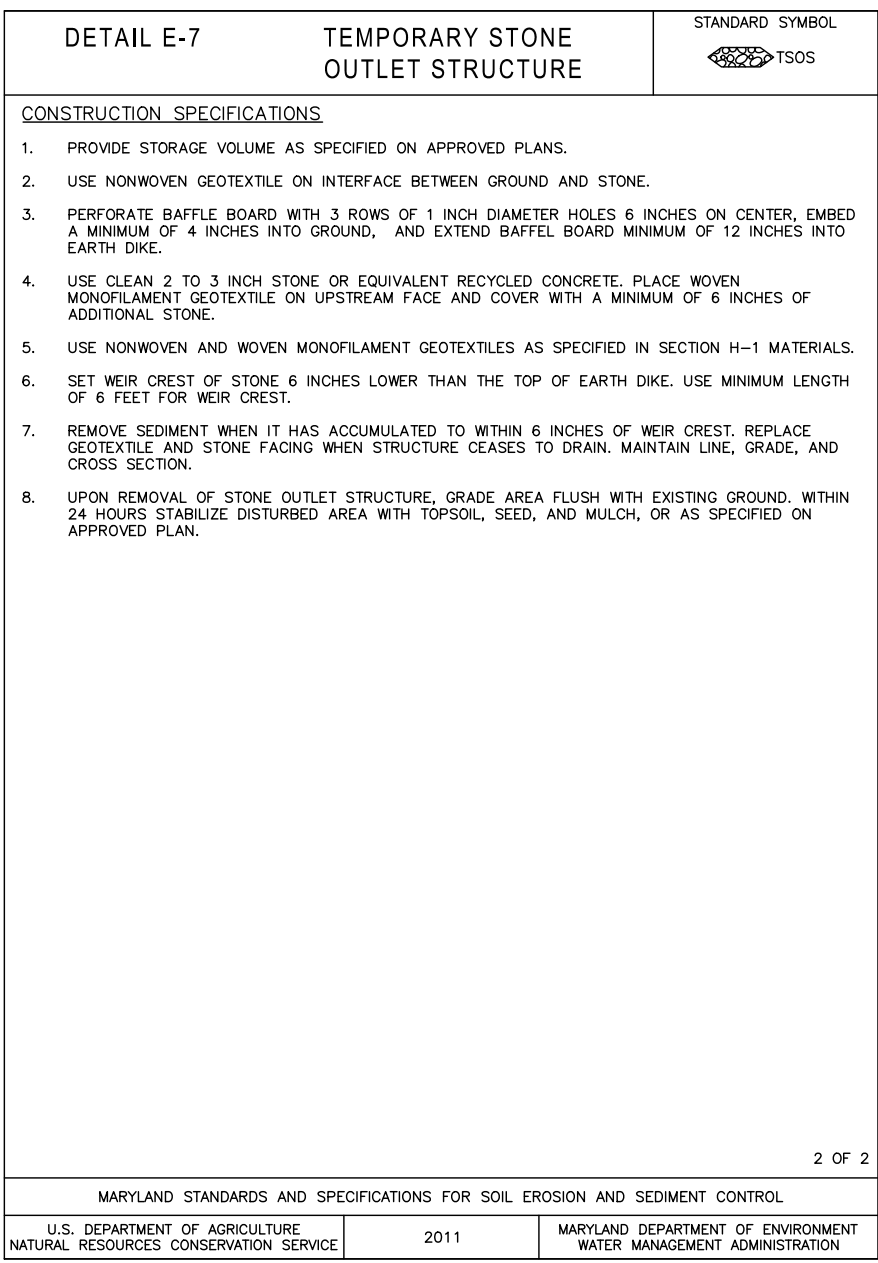 DETAIL E-7
TEMPORARY STONE
OUTLET STRUCTURE
STANDARD SYMBOL
TSOS
CONSTRUCTION SPECIFICATIONS
1. PROVIDE STORAGE VOLUME AS SPECIFIED ON APPROVED PLANS.
2. USE NONWOVEN GEOTEXTILE ON INTERFACE BETWEEN GROUND AND STONE.
3. PERFORATE BAFFLE BOARD WITH 3 ROWS OF 1 INCH DIAMETER HOLES 6 INCHES ON CENTER, EMBED
A MINIMUM OF 4 INCHES INTO GROUND, AND EXTEND BAFFEL BOARD MINIMUM OF 12 INCHES INTO
EARTH DIKE.
4. USE CLEAN 2 TO 3 INCH STONE OR EQUIVALENT RECYCLED CONCRETE. PLACE WOVEN
MONOFILAMENT GEOTEXTILE ON UPSTREAM FACE AND COVER WITH A MINIMUM OF 6 INCHES OF
ADDITIONAL STONE.
5. USE NONWOVEN AND WOVEN MONOFILAMENT GEOTEXTILES AS SPECIFIED IN SECTION H-1 MATERIALS.
6. SET WEIR CREST OF STONE 6 INCHES LOWER THAN THE TOP OF EARTH DIKE. USE MINIMUM LENGTH
OF 6 FEET FOR WEIR CREST.
7. REMOVE SEDIMENT WHEN IT HAS ACCUMULATED TO WITHIN 6 INCHES OF WEIR CREST. REPLACE
GEOTEXTILE AND STONE FACING WHEN STRUCTURE CEASES TO DRAIN. MAINTAIN LINE, GRADE, AND
CROSS SECTION.
8. UPON REMOVAL OF STONE OUTLET STRUCTURE, GRADE AREA FLUSH WITH EXISTING GROUND. WITHIN
24 HOURS STABILIZE DISTURBED AREA WITH TOPSOIL, SEED, AND MULCH, OR AS SPECIFIED ON
APPROVED PLAN.
2 OF 2
MARYLAND STANDARDS AND SPECIFICATIONS FOR SOIL EROSION AND SEDIMENT CONTROL
U.S. DEPARTMENT OF AGRICULTURE
NATURAL RESOURCES CONSERVATION SERVICE
2011
MARYLAND DEPARTMENT OF ENVIRONMENT
WATER MANAGEMENT ADMINISTRATION